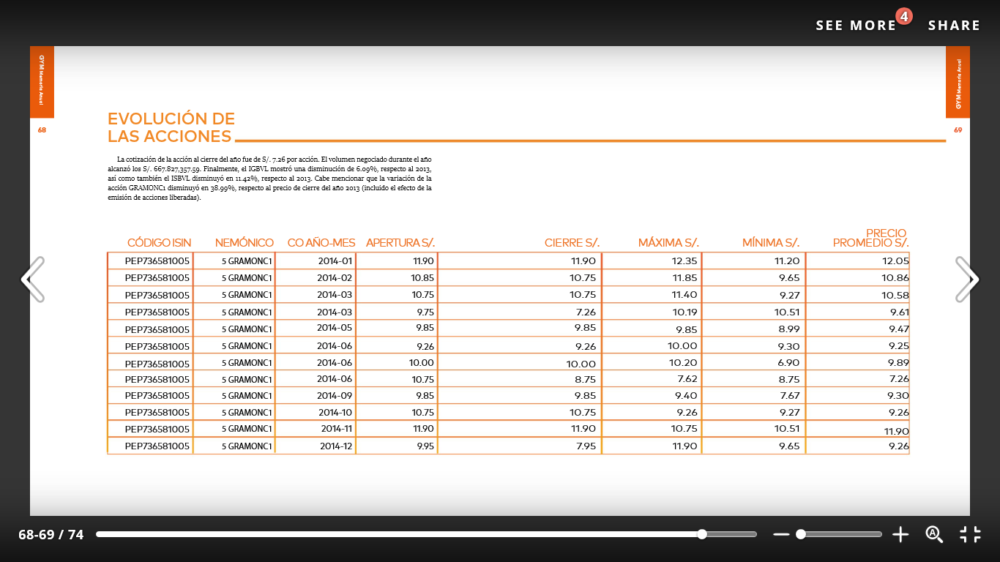 SEE MORE 4 SHARE
GYM Memoria Anual
GYM Memoria Anual
68
69
EVOLUCIÓN DE
LAS ACCIONES
La cotización de la acción al cierre del año fue de S/. 7.26 por acción. El volumen negociado durante el año
alcanzó los S/. 667.827,357.59. Finalmente, el IGBVL mostró una disminución de 6.09%, respecto al 2013,
así como también el ISBVL disminuyó en 11.42%, respecto al 2013. Cabe mencionar que la variación de la
acción GRAMONC1 disminuyó en 38.99%, respecto al precio de cierre del año 2013 (incluido el efecto de la
emisión de acciones liberadas).
CÓDIGO ISIN NEMÓNICO CO AÑO-MES APERTURA S/. CIERRE S/. MÁXIMA S/. MÍNIMA S/. PRECIO
PROMEDIO S/.
PEP736581005 5 GRAMONC1 2014-01 11.90 11.90 12.35 11.20 12.05
PEP736581005 5 GRAMONC1 2014-02 10.85 10.75 11.85 9.65 10.86
PEP736581005 5 GRAMONC1 2014-03 10.75 10.75 11.40 9.27 10.58
PEP736581005 5 GRAMONC1 2014-03 9.75 7.26 10.19 10.51 9.61
PEP736581005 5 GRAMONC1 2014-05 9.85 9.85 9.85 8.99 9.47
PEP736581005 5 GRAMONC1 2014-06 9.26 9.26 10.00 9.30 9.25
PEP736581005 5 GRAMONC1 2014-06 10.00 10.00 10.20 6.90 9.89
PEP736581005 5 GRAMONC1 2014-06 10.75 8.75 7.62 8.75 7.26
PEP736581005 5 GRAMONC1 2014-09 9.85 9.85 9.40 7.67 9.30
PEP736581005 5 GRAMONC1 2014-10 10.75 10.75 9.26 9.27 9.26
PEP736581005 5 GRAMONC1 2014-11 11.90 11.90 10.75 10.51 11.90
PEP736581005 5 GRAMONC1 2014-12 9.95 7.95 11.90 9.65 9.26
68-69 / 74
A